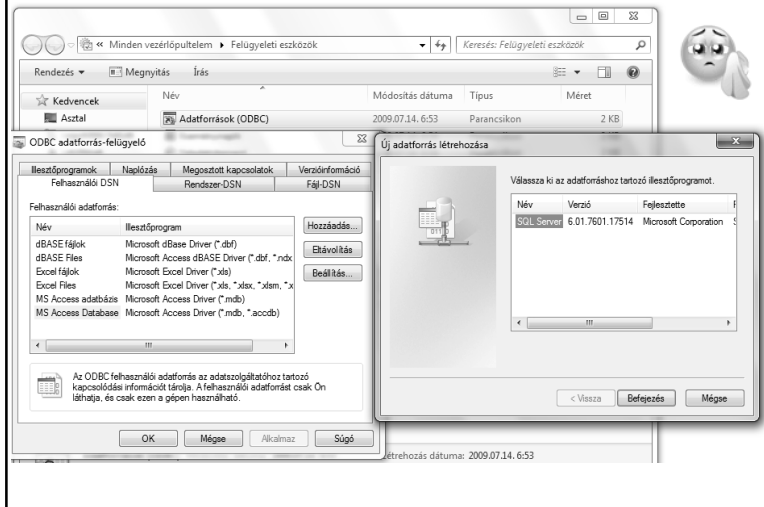 « Minden vezérlőpultelem ▸ Felügyeleti eszközök
Keresés: Felügyeleti eszközök
Rendezés Megnyitás Írás
Kedvencek
Asztal
Név Módosítás dátuma Típus Méret
Adatforrások (ODBC) 2009.07.14. 6:53 Parancsikon 2 KB
ODBC adatforrás-felügyelő
Illesztőprogramok Naplózás Megosztott kapcsolatok Verzióinformáció
Felhasználói DSN Rendszer-DSN Fájl-DSN
Felhasználói adatforrás:
Név Illesztőprogram
dBASE fájlok Microsoft dBase Driver (*.dbf)
dBASE Files Microsoft Access dBASE Driver (*.dbf, *.ndx
Excel fájlok Microsoft Excel Driver (*.xls)
Excel Files Microsoft Excel Driver (*.xls, *.xlsx, *.xlsm, *.x
MS Access adatbázis Microsoft Access Driver (*.mdb)
MS Access Database Microsoft Access Driver (*.mdb, *.accdb)
Hozzáadás...
Eltávolítás
Beállítás...
Az ODBC felhasználói adatforrás az adatszolgáltatóhoz tartozó
kapcsolódási információt tárolja. A felhasználói adatforrást csak Ön
láthatja, és csak ezen a gépen használható.
OK Mégse Alkalmaz Súgó
Új adatforrás létrehozása
Válassza ki az adatforráshoz tartozó illesztőprogramot.
Név Verzió Fejlesztette F
SQL Server 6.01.7601.17514 Microsoft Corporation S
< Vissza Befejezés Mégse
étrehozás dátuma: 2009.07.14. 6:53